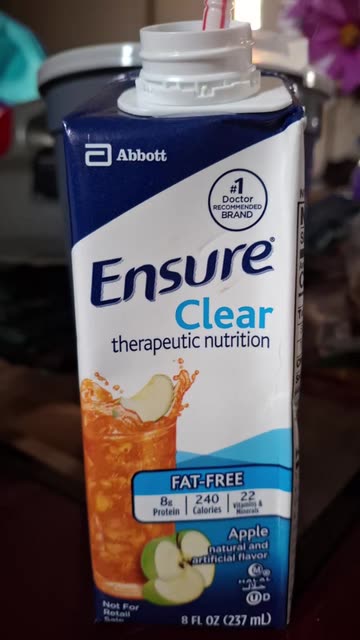 Abbott
#1
Doctor
RECOMMENDED
BRAND
Ensure®
Clear
therapeutic nutrition
FAT-FREE
8g Protein
240 Calories
22 Vitamins & Minerals
Apple
natural and
artificial flavor
HALAL
U D
Not For
Retail
Sale
8 FL OZ (237 mL)